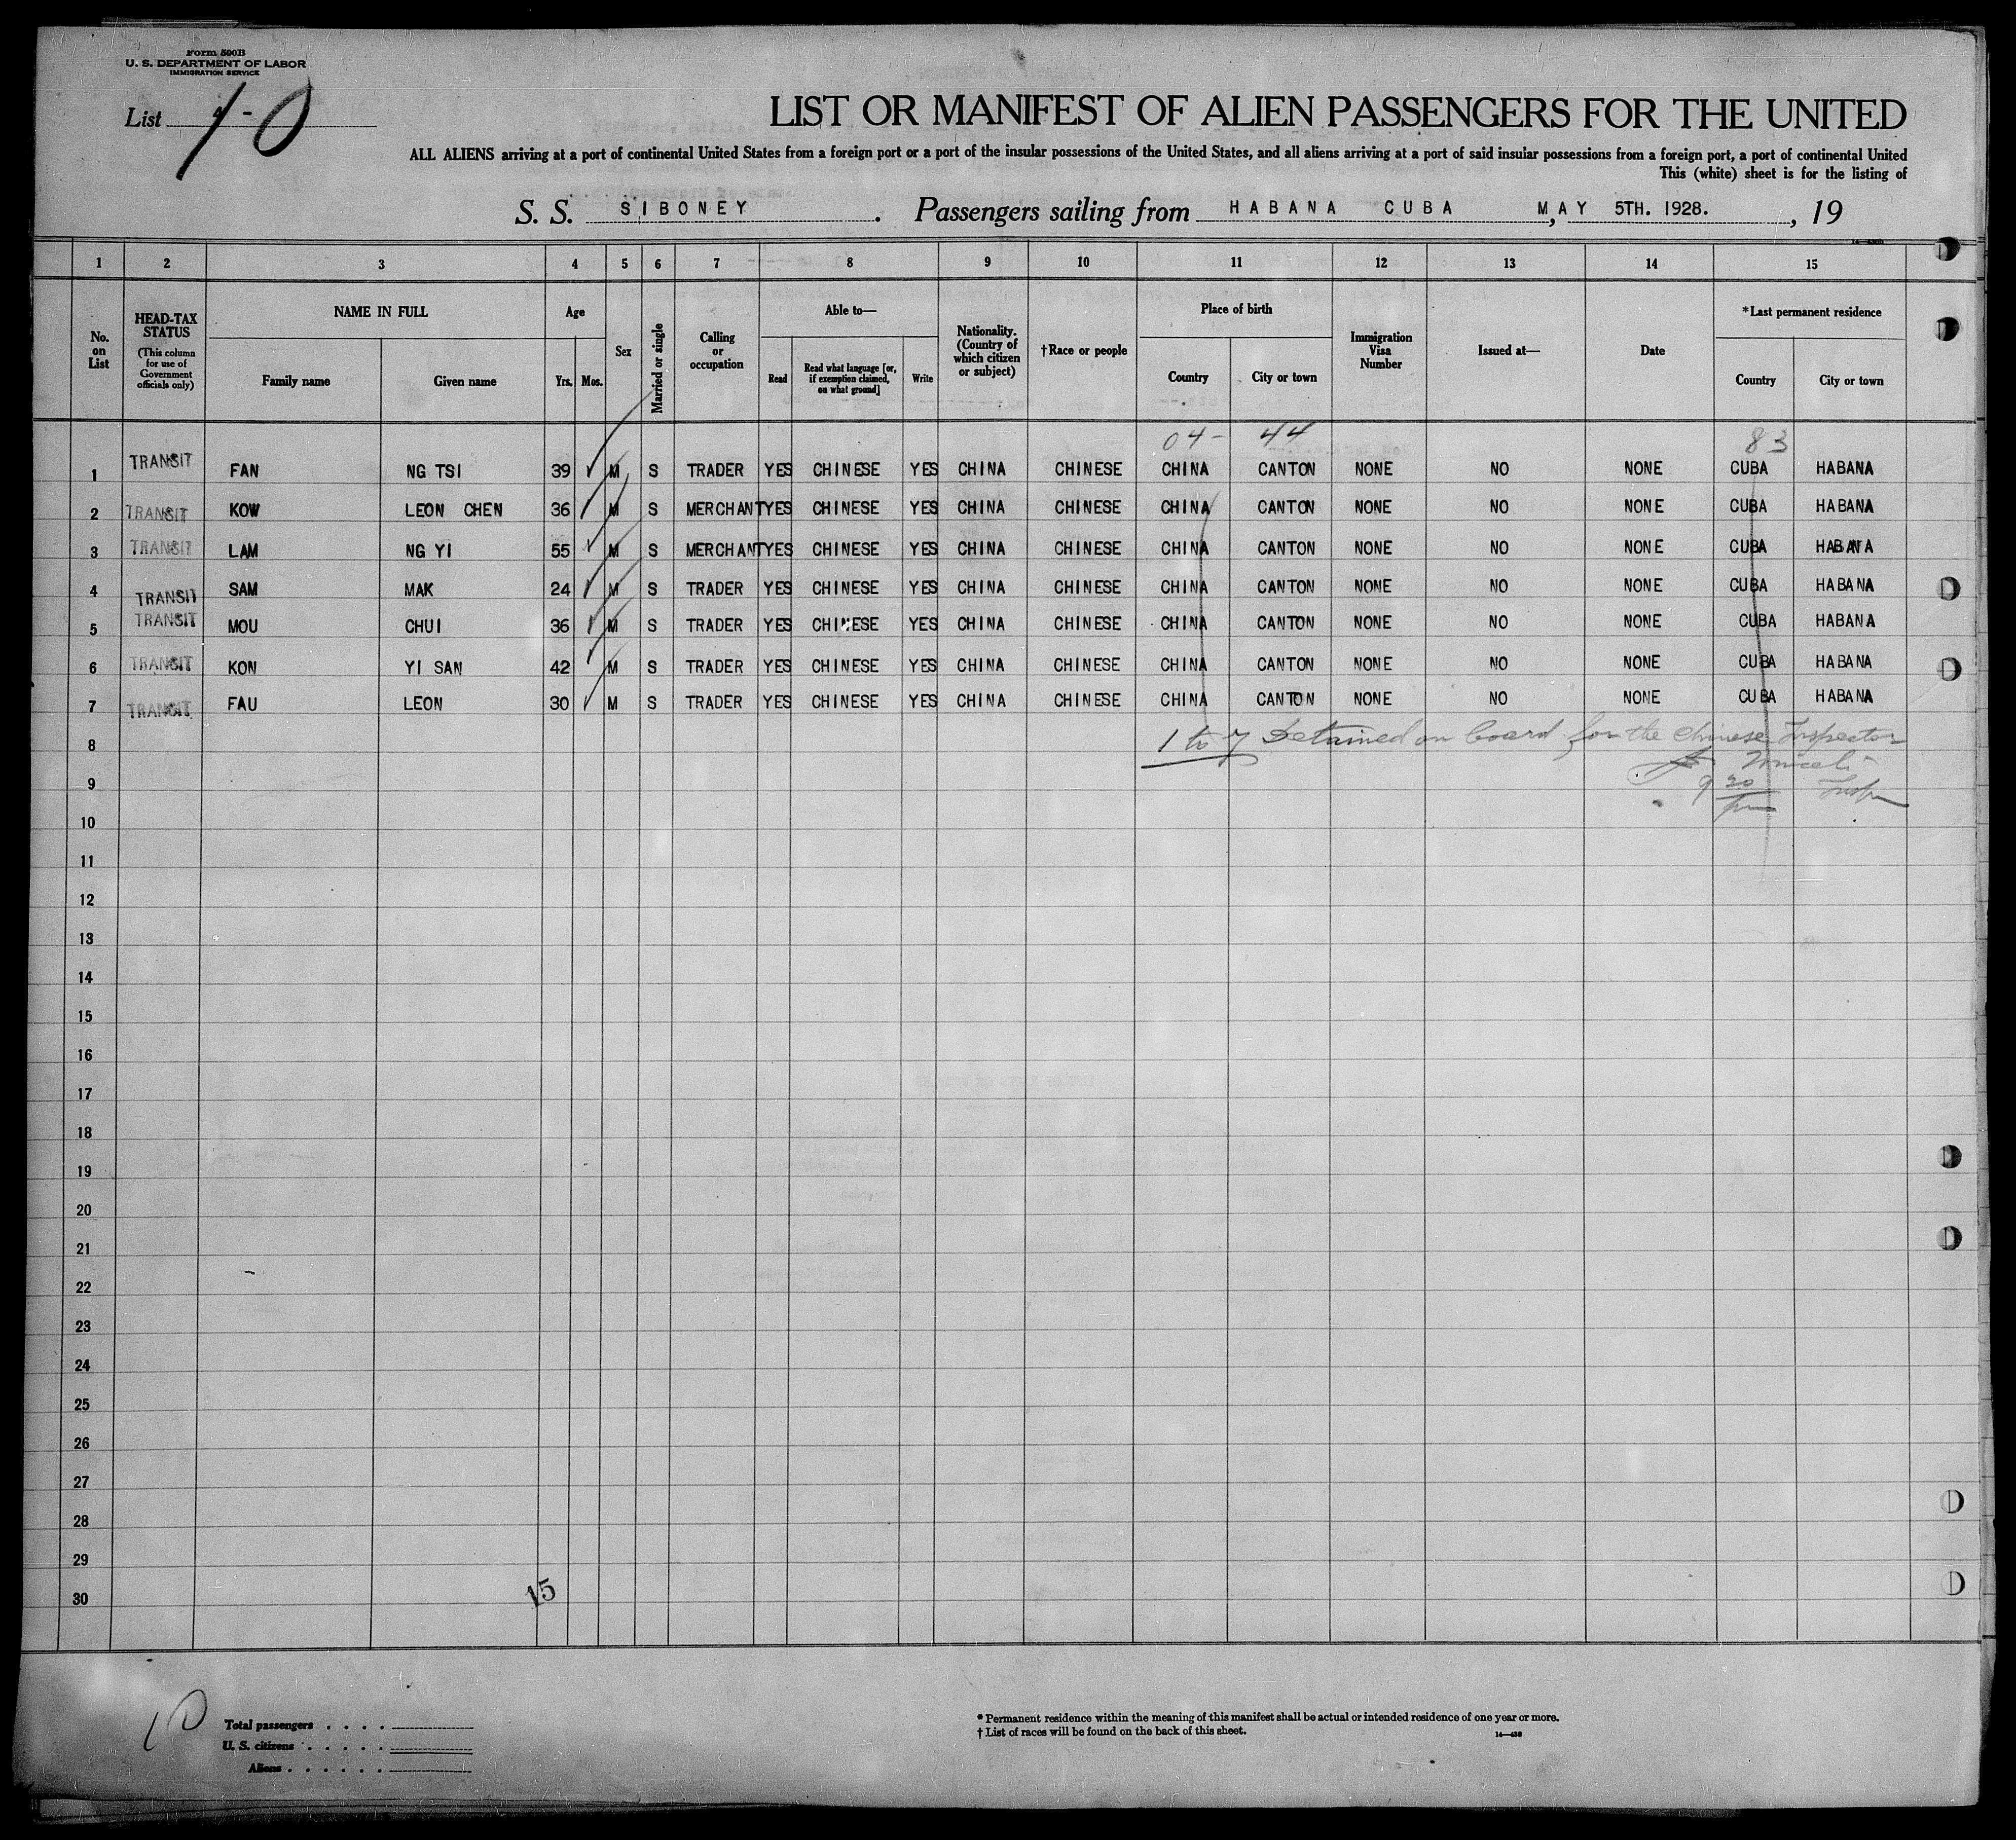 Form 500B
U. S. DEPARTMENT OF LABOR
IMMIGRATION SERVICE
List 10
LIST OR MANIFEST OF ALIEN PASSENGERS FOR THE UNITED
ALL ALIENS arriving at a port of continental United States from a foreign port or a port of the insular possessions of the United States, and all aliens arriving at a port of said insular possessions from a foreign port, a port of continental United
This (white) sheet is for the listing of
S. S. SIBONEY . Passengers sailing from HABANA CUBA , MAY 5TH. 1928. , 19
1 2 3 4 5 6 7 8 9 10 11 12 13 14 15
No. on List
HEAD-TAX STATUS (This column for use of Government officials only)
NAME IN FULL Family name Given name
Age Yrs. Mos.
Sex
Married or single
Calling or occupation
Able to— Read Read what language [or, if exemption claimed, on what ground] Write
Nationality. (Country of which citizen or subject)
†Race or people
Place of birth Country City or town
Immigration Visa Number
Issued at—
Date
*Last permanent residence Country City or town
04- 44 83
1 TRANSIT FAN NG TSI 39 M S TRADER YES CHINESE YES CHINA CHINESE CHINA CANTON NONE NO NONE CUBA HABANA
2 TRANSIT KOW LEON CHEN 36 M S MERCHANT YES CHINESE YES CHINA CHINESE CHINA CANTON NONE NO NONE CUBA HABANA
3 TRANSIT LAM NG YI 55 M S MERCHANT YES CHINESE YES CHINA CHINESE CHINA CANTON NONE NO NONE CUBA HABANA
4 TRANSIT SAM MAK 24 M S TRADER YES CHINESE YES CHINA CHINESE CHINA CANTON NONE NO NONE CUBA HABANA
5 TRANSIT MOU CHUI 36 M S TRADER YES CHINESE YES CHINA CHINESE CHINA CANTON NONE NO NONE CUBA HABANA
6 TRANSIT KON YI SAN 42 M S TRADER YES CHINESE YES CHINA CHINESE CHINA CANTON NONE NO NONE CUBA HABANA
7 TRANSIT FAU LEON 30 M S TRADER YES CHINESE YES CHINA CHINESE CHINA CANTON NONE NO NONE CUBA HABANA
8 1 to 7 Detained on board for the Chinese Inspector
9 9 20
10
11
12
13
14
15
16
17
18
19
20
21
22
23
24
25
26
27
28
29
30
15
10
Total passengers . . . .
U. S. citizens . . . . .
Aliens . . . . . .
* Permanent residence within the meaning of this manifest shall be actual or intended residence of one year or more.
† List of races will be found on the back of this sheet.